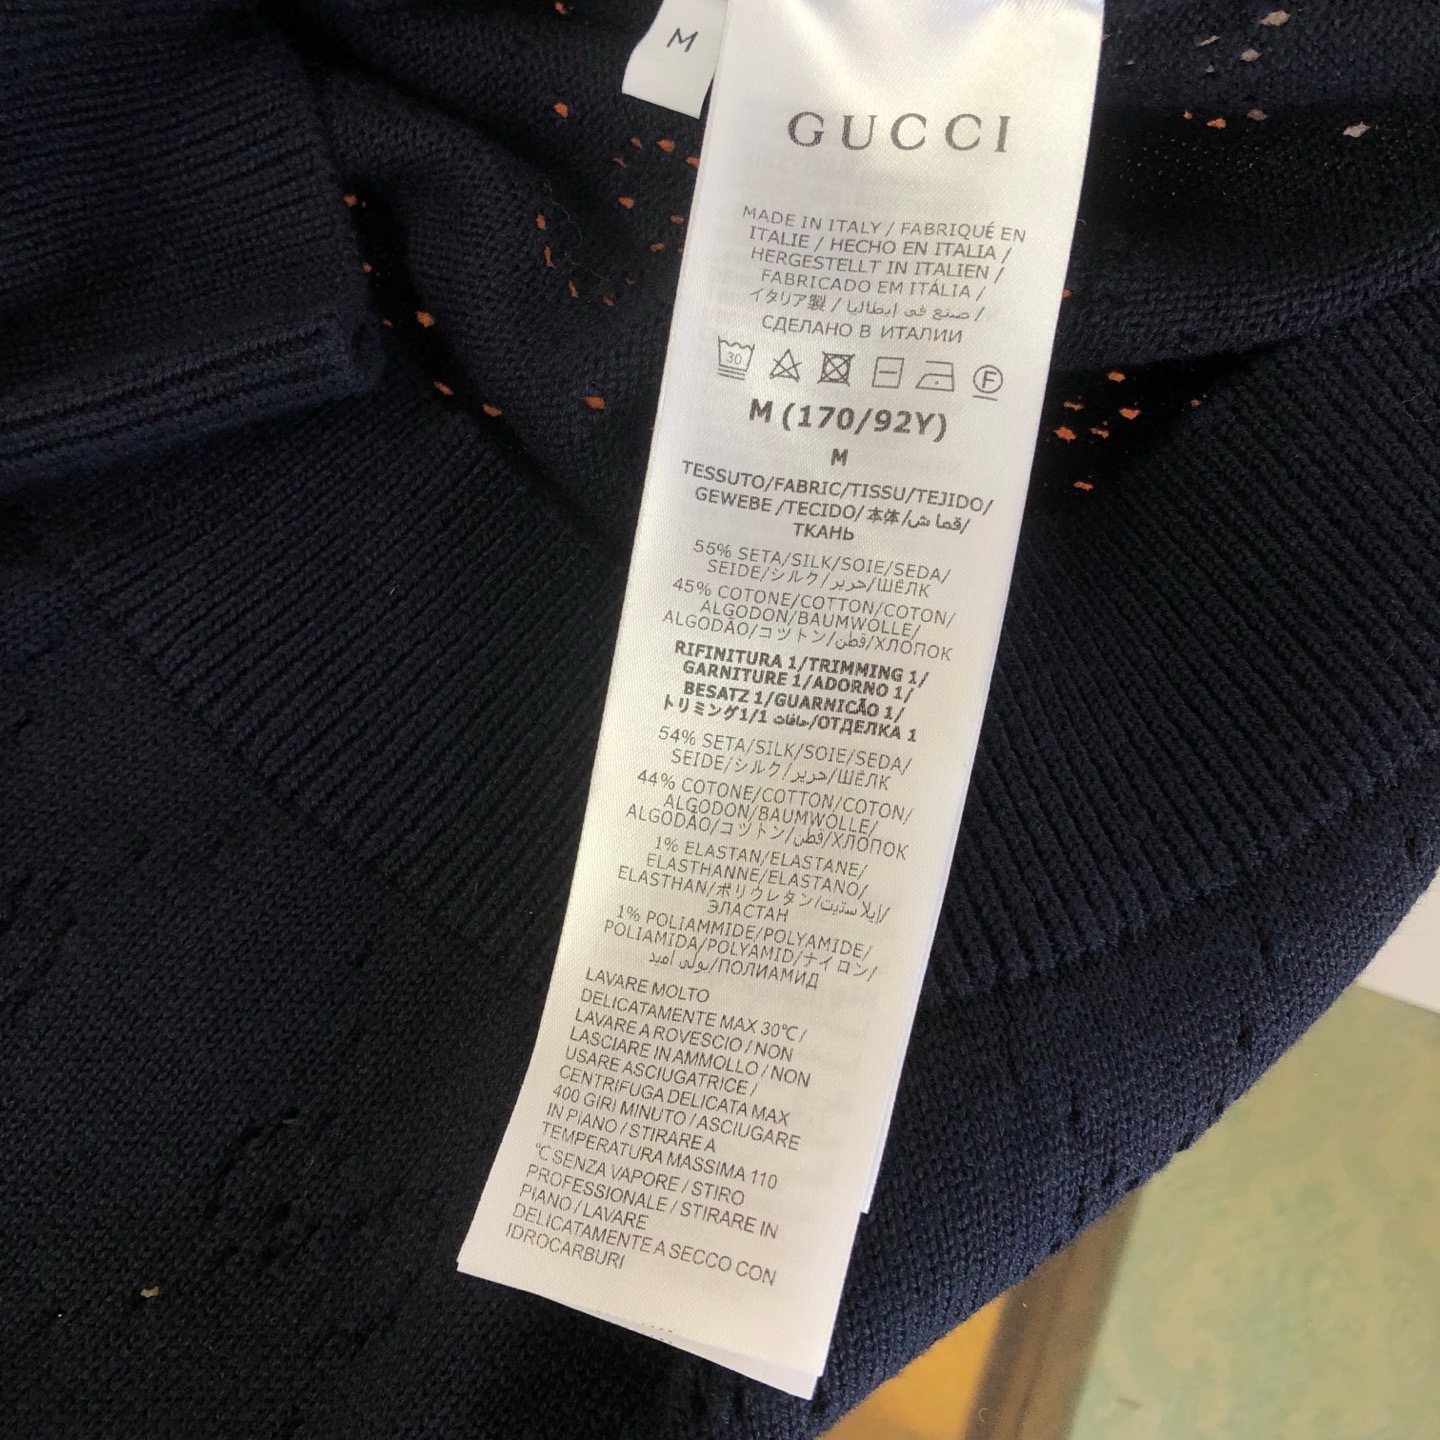 M
GUCCI
MADE IN ITALY / FABRIQUÉ EN
ITALIE / HECHO EN ITALIA /
HERGESTELLT IN ITALIEN /
FABRICADO EM ITÁLIA /
イタリア製 / صنع في ايطاليا /
СДЕЛАНО В ИТАЛИИ
30 F
M (170/92Y)
M
TESSUTO/FABRIC/TISSU/TEJIDO/
GEWEBE /TECIDO/ 本体/قما ش/
ТКАНЬ
55% SETA/SILK/SOIE/SEDA/
SEIDE/シルク/حرير/ШЁЛК
45% COTONE/COTTON/COTON/
ALGODON/BAUMWOLLE/
ALGODÃO/コットン/قطن/ХЛОПОК
RIFINITURA 1/TRIMMING 1/
GARNITURE 1/ADORNO 1/
BESATZ 1/GUARNICÃO 1/
トリミング1/1 حافات/ОТДЕЛКА 1
54% SETA/SILK/SOIE/SEDA/
SEIDE/シルク/حرير/ШЁЛК
44% COTONE/COTTON/COTON/
ALGODON/BAUMWOLLE/
ALGODÃO/コットン/قطن/ХЛОПОК
1% ELASTAN/ELASTANE/
ELASTHANNE/ELASTANO/
ELASTHAN/ポリウレタン/إيلاستيت/
ЭЛАСТАН
1% POLIAMMIDE/POLYAMIDE/
POLIAMIDA/POLYAMID/ナイロン/
بولي اميد/ПОЛИАМИД
LAVARE MOLTO
DELICATAMENTE MAX 30℃/
LAVARE A ROVESCIO / NON
LASCIARE IN AMMOLLO / NON
USARE ASCIUGATRICE /
CENTRIFUGA DELICATA MAX
400 GIRI MINUTO / ASCIUGARE
IN PIANO / STIRARE A
TEMPERATURA MASSIMA 110
℃ SENZA VAPORE / STIRO
PROFESSIONALE / STIRARE IN
PIANO / LAVARE
DELICATAMENTE A SECCO CON
IDROCARBURI